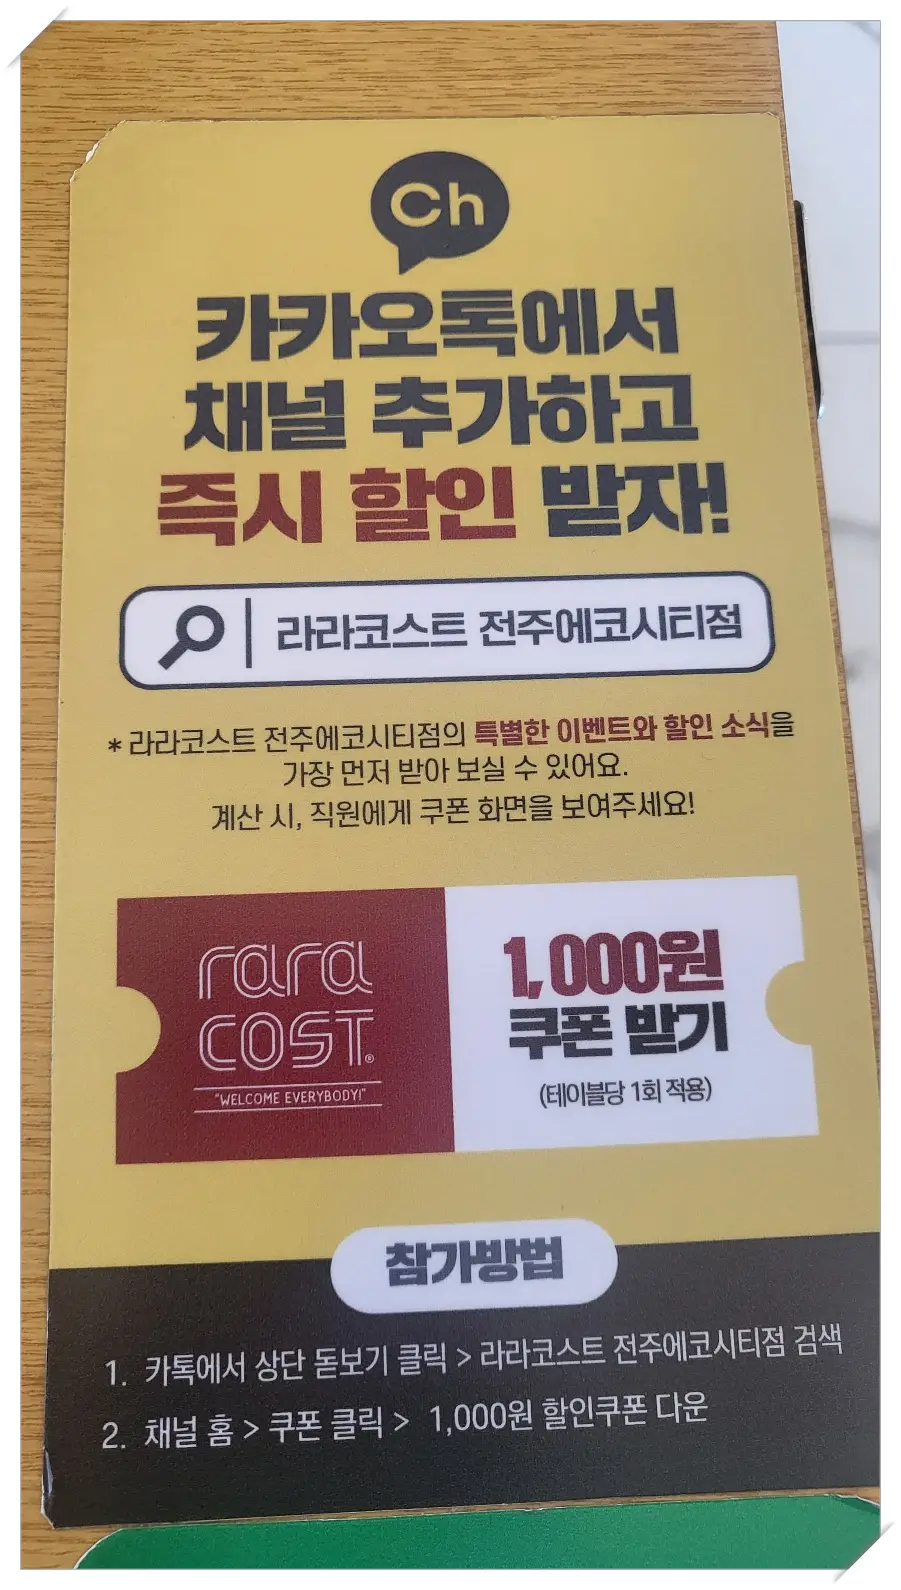 Ch
카카오톡에서
채널 추가하고
즉시 할인 받자!
라라코스트 전주에코시티점
* 라라코스트 전주에코시티점의 특별한 이벤트와 할인 소식을
가장 먼저 받아 보실 수 있어요.
계산 시, 직원에게 쿠폰 화면을 보여주세요!
rara
COST®
"WELCOME EVERYBODY!"
1,000원
쿠폰 받기
(테이블당 1회 적용)
참가방법
1. 카톡에서 상단 돋보기 클릭 > 라라코스트 전주에코시티점 검색
2. 채널 홈 > 쿠폰 클릭 > 1,000원 할인쿠폰 다운